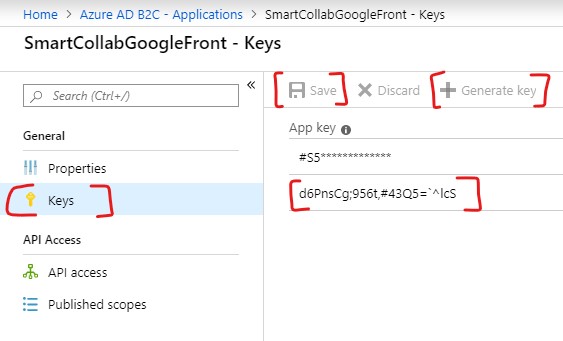 Home > Azure AD B2C - Applications > SmartCollabGoogleFront - Keys
SmartCollabGoogleFront - Keys
Search (Ctrl+/)
«
Save
Discard
Generate key
General
Properties
Keys
API Access
API access
Published scopes
App key
#S5*************
d6PnsCg;956t,#43Q5=`^IcS